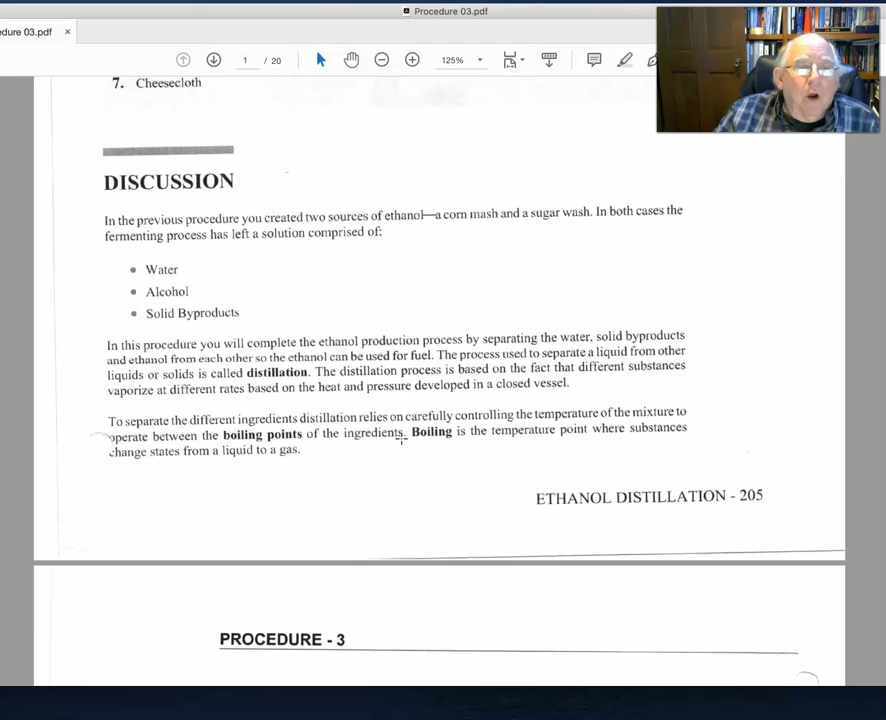 Procedure 03.pdf
dure 03.pdf ×
1 / 20 125%
7. Cheesecloth
DISCUSSION
In the previous procedure you created two sources of ethanol—a corn mash and a sugar wash. In both cases the
fermenting process has left a solution comprised of:
• Water
• Alcohol
• Solid Byproducts
In this procedure you will complete the ethanol production process by separating the water, solid byproducts
and ethanol from each other so the ethanol can be used for fuel. The process used to separate a liquid from other
liquids or solids is called distillation. The distillation process is based on the fact that different substances
vaporize at different rates based on the heat and pressure developed in a closed vessel.
To separate the different ingredients distillation relies on carefully controlling the temperature of the mixture to
operate between the boiling points of the ingredients. Boiling is the temperature point where substances
change states from a liquid to a gas.
ETHANOL DISTILLATION - 205
PROCEDURE - 3